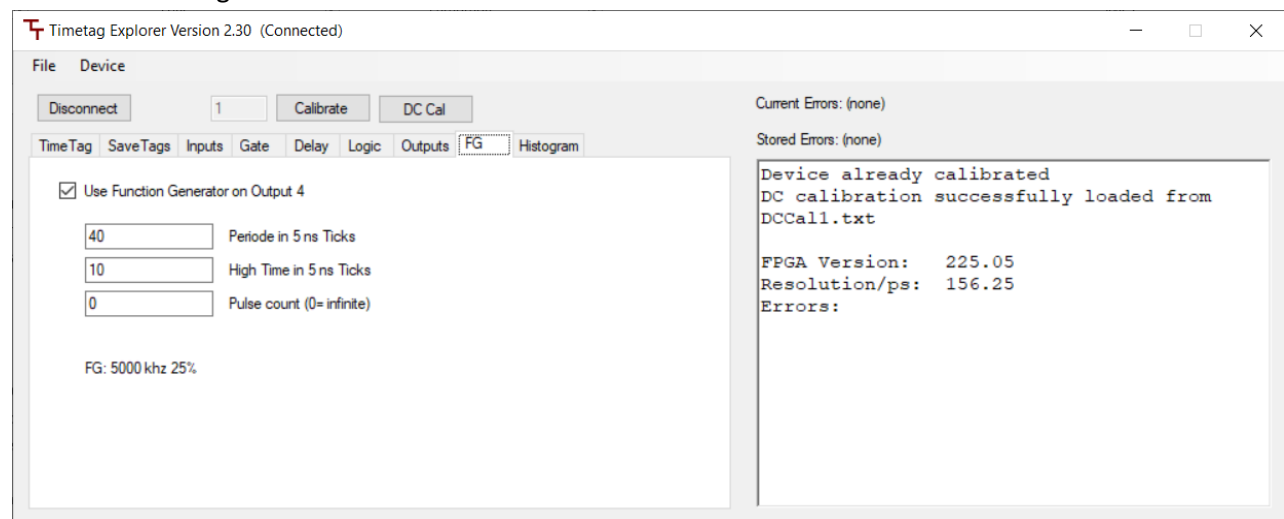 Timetag Explorer Version 2.30 (Connected)
File Device
Disconnect 1 Calibrate DC Cal
TimeTag SaveTags Inputs Gate Delay Logic Outputs FG Histogram
Use Function Generator on Output 4
40 Periode in 5 ns Ticks
10 High Time in 5 ns Ticks
0 Pulse count (0= infinite)
FG: 5000 khz 25%
Current Errors: (none)
Stored Errors: (none)
Device already calibrated
DC calibration successfully loaded from
DCCal1.txt
FPGA Version: 225.05
Resolution/ps: 156.25
Errors: